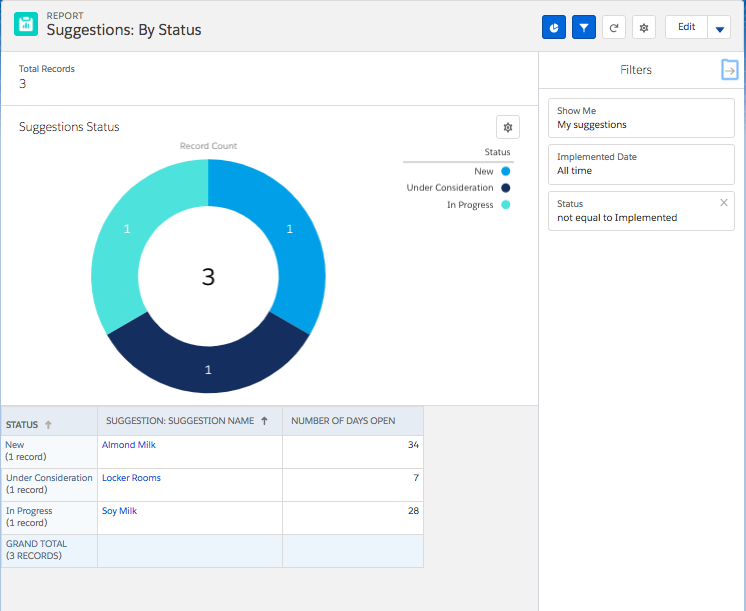 REPORT
Suggestions: By Status
Edit
Total Records
3
Suggestions Status
Record Count
Status
New
Under Consideration
In Progress
1
1
3
1
STATUS
SUGGESTION: SUGGESTION NAME
NUMBER OF DAYS OPEN
New
(1 record)
Almond Milk
34
Under Consideration
(1 record)
Locker Rooms
7
In Progress
(1 record)
Soy Milk
28
GRAND TOTAL
(3 RECORDS)
Filters
Show Me
My suggestions
Implemented Date
All time
Status
not equal to Implemented